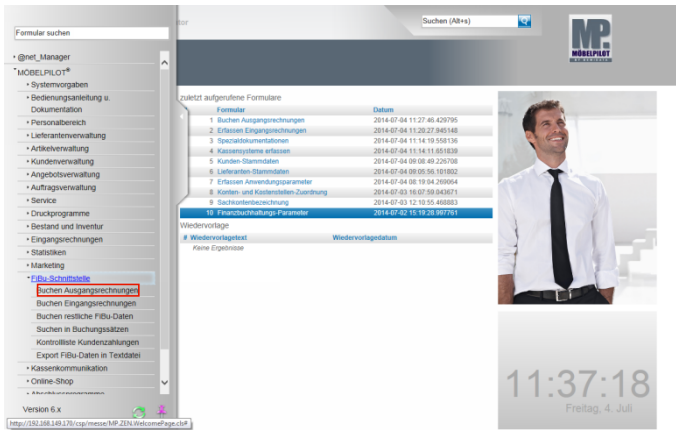 tor
Suchen (Alt+s)
MP.
MÖBELPILOT
Formular suchen
• @net_Manager
MÖBELPILOT®
• Systemvorgaben
• Bedienungsanleitung u.
Dokumentation
• Personalbereich
• Lieferantenverwaltung
• Artikelverwaltung
• Kundenverwaltung
• Angebotsverwaltung
• Auftragsverwaltung
• Service
• Druckprogramme
• Bestand und Inventur
• Eingangsrechnungen
• Statistiken
• Marketing
• FiBu-Schnittstelle
Buchen Ausgangsrechnungen
Buchen Eingangsrechnungen
Buchen restliche FiBu-Daten
Suchen in Buchungssätzen
Kontrollliste Kundenzahlungen
Export FiBu-Daten in Textdatei
• Kassenkommunikation
• Online-Shop
• Abschlussprogramme
Version 6.x
http://192.168.149.170/csp/messe/MP.ZEN.WelcomePage.cls#
zuletzt aufgerufene Formulare
Formular Datum
1 Buchen Ausgangsrechnungen 2014-07-04 11:27:46.429795
2 Erfassen Eingangsrechnungen 2014-07-04 11:20:27.945148
3 Spezialdokumentationen 2014-07-04 11:14:19.558136
4 Kassensysteme erfassen 2014-07-04 11:14:11.651839
5 Kunden-Stammdaten 2014-07-04 09:08:49.226708
6 Lieferanten-Stammdaten 2014-07-04 09:05:56.101802
7 Erfassen Anwendungsparameter 2014-07-04 08:19:04.269064
8 Konten- und Kostenstellen-Zuordnung 2014-07-03 16:07:59.043671
9 Sachkontenbezeichnung 2014-07-03 12:10:55.468883
10 Finanzbuchhaltungs-Parameter 2014-07-02 15:19:28.997761
Wiedervorlage
# Wiedervorlagetext Wiedervorlagedatum
Keine Ergebnisse
11:37:18
Freitag, 4. Juli